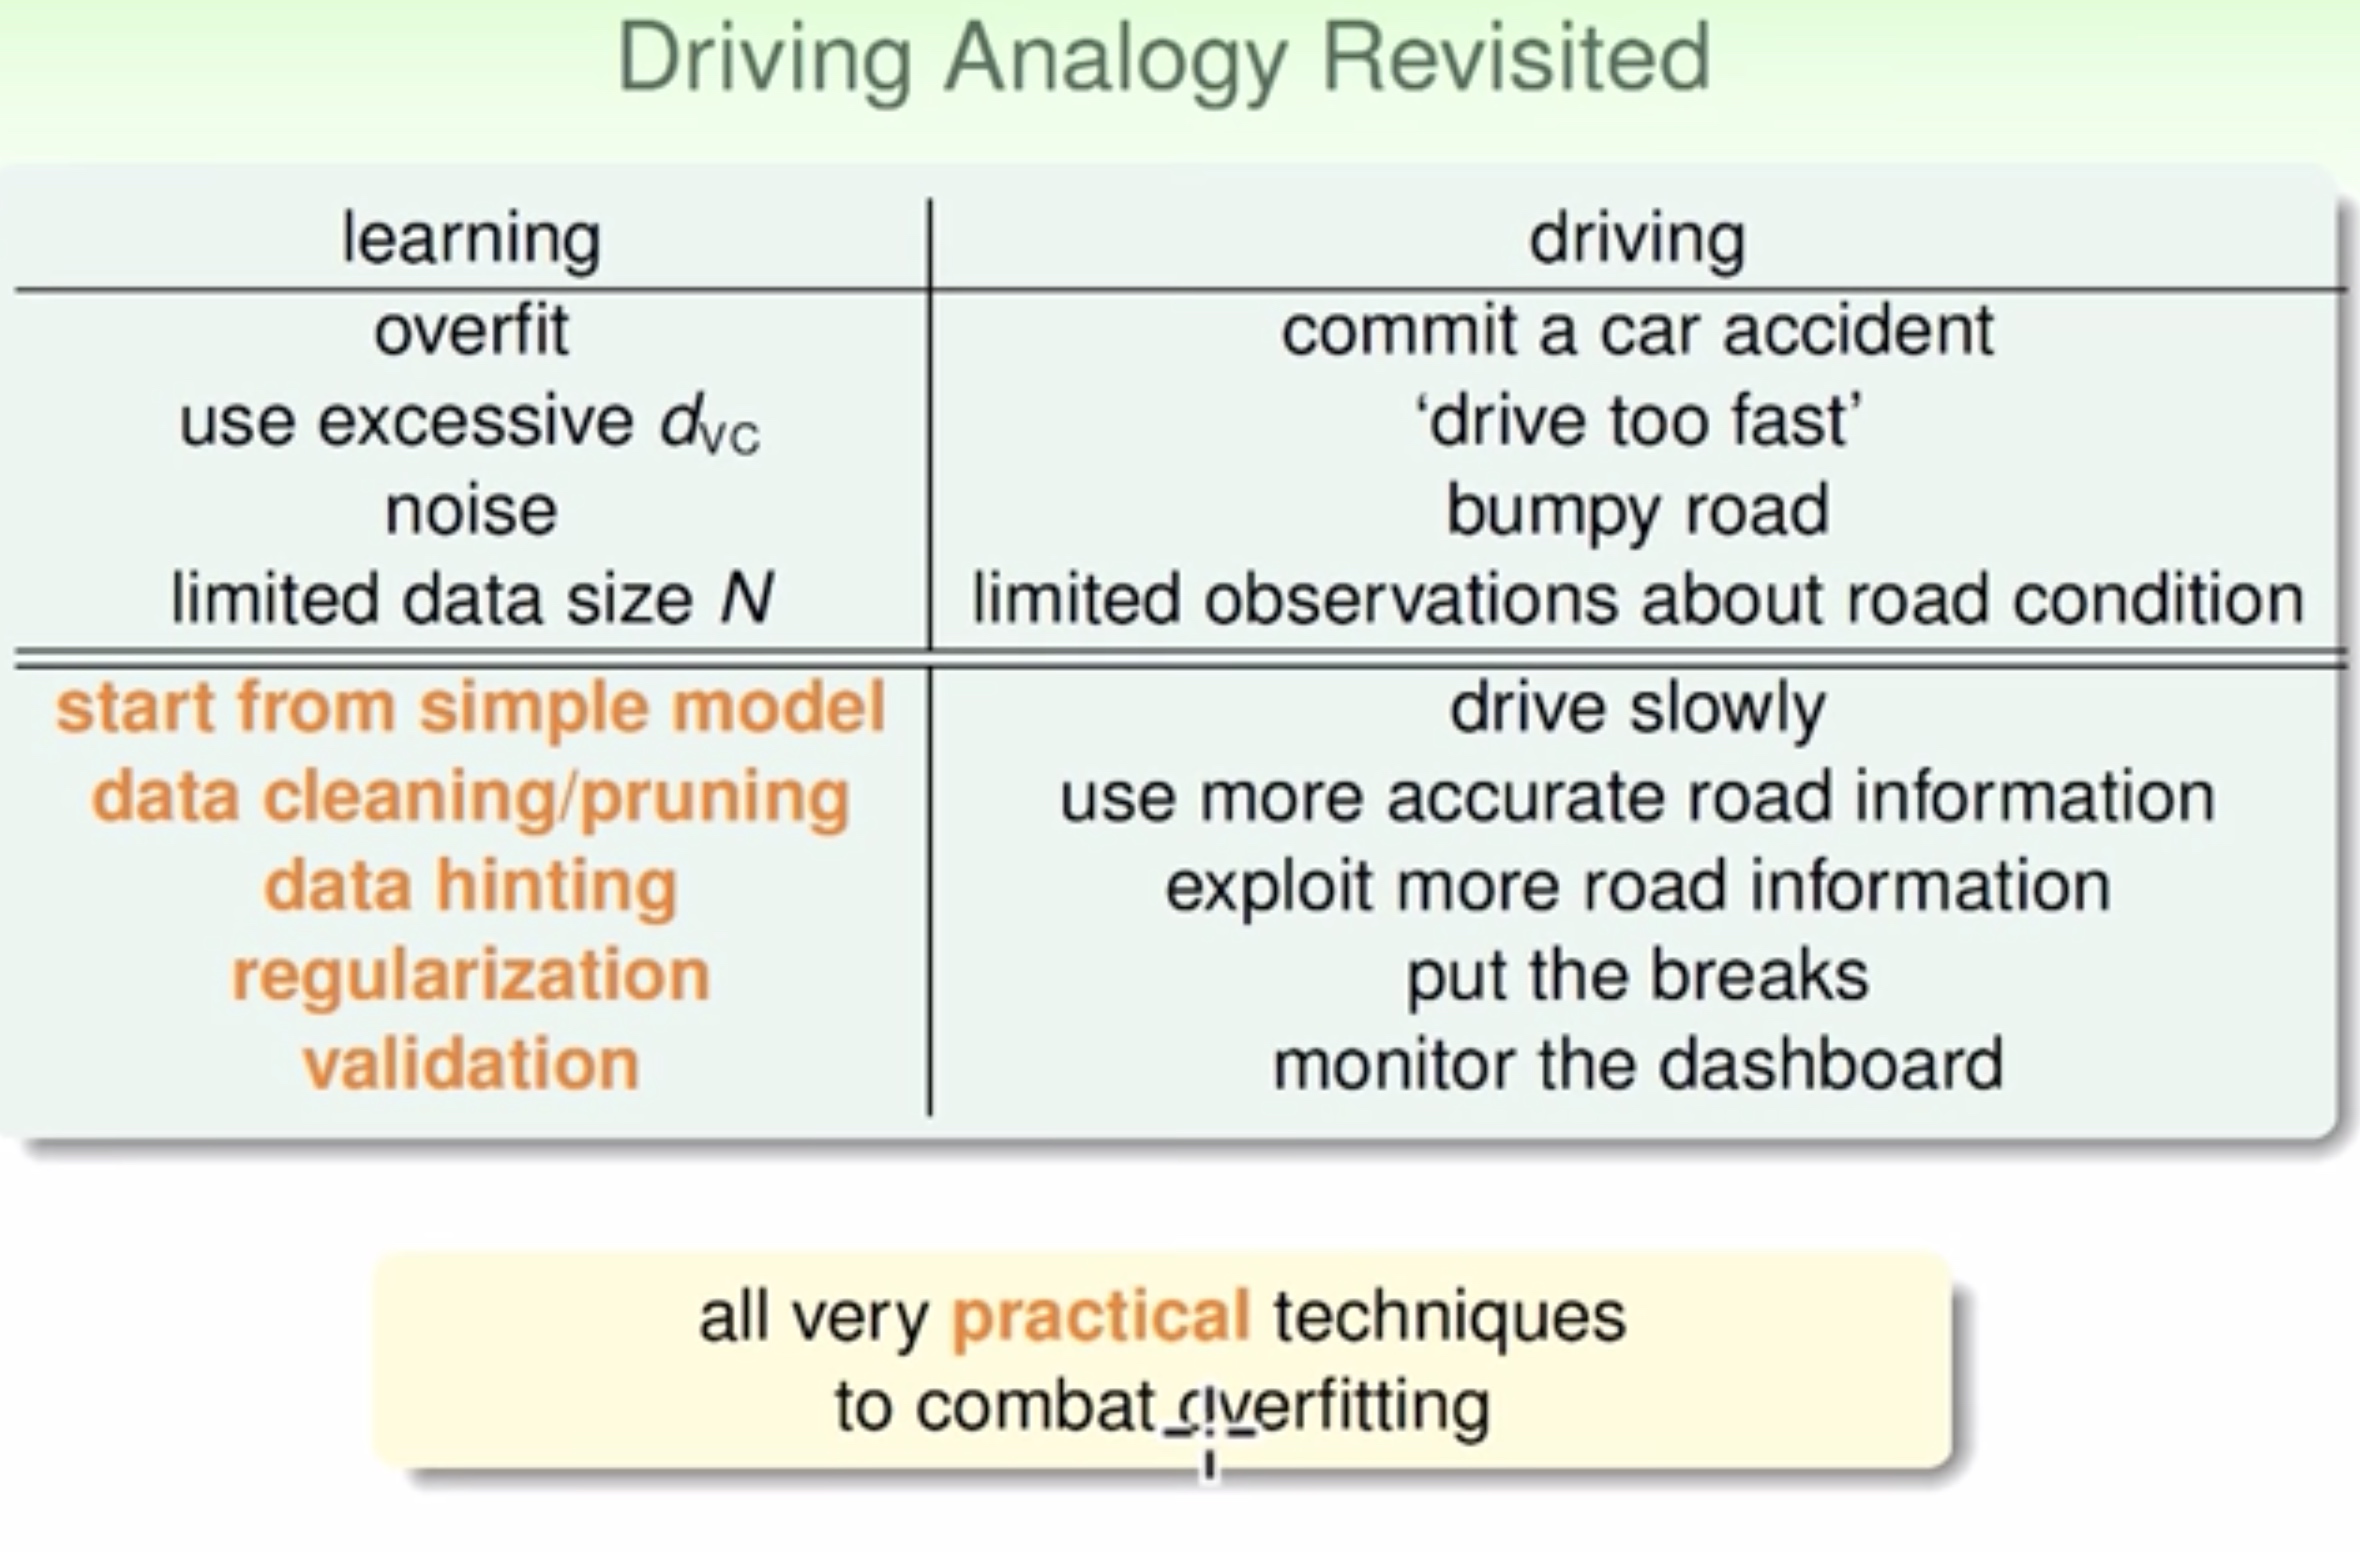 Driving Analogy Revisited
learning driving
overfit commit a car accident
use excessive dVC ‘drive too fast’
noise bumpy road
limited data size N limited observations about road condition
start from simple model drive slowly
data cleaning/pruning use more accurate road information
data hinting exploit more road information
regularization put the breaks
validation monitor the dashboard
all very practical techniques
to combat overfitting